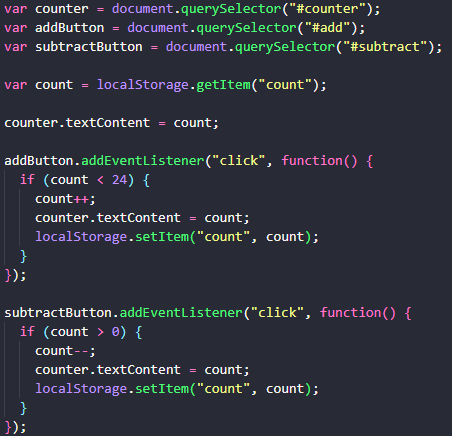 var counter = document.querySelector("#counter");
var addButton = document.querySelector("#add");
var subtractButton = document.querySelector("#subtract");

var count = localStorage.getItem("count");

counter.textContent = count;

addButton.addEventListener("click", function() {
  if (count < 24) {
    count++;
    counter.textContent = count;
    localStorage.setItem("count", count);
  }
});

subtractButton.addEventListener("click", function() {
  if (count > 0) {
    count--;
    counter.textContent = count;
    localStorage.setItem("count", count);
  }
});